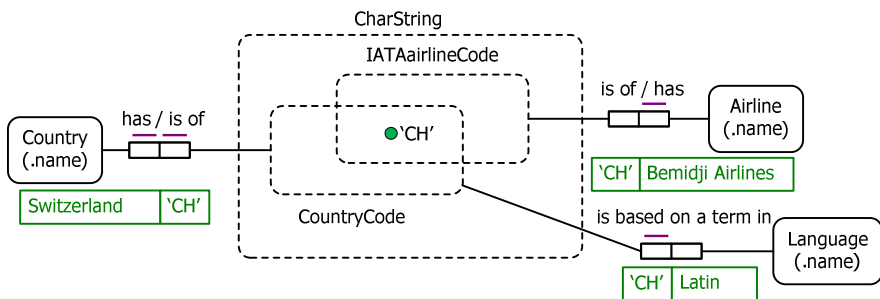 CharString
IATAairlineCode
has / is of
is of / has
Country
(.name)
Airline
(.name)
‘CH’
‘CH’ Bemidji Airlines
Switzerland ‘CH’
CountryCode
is based on a term in
Language
(.name)
‘CH’ Latin